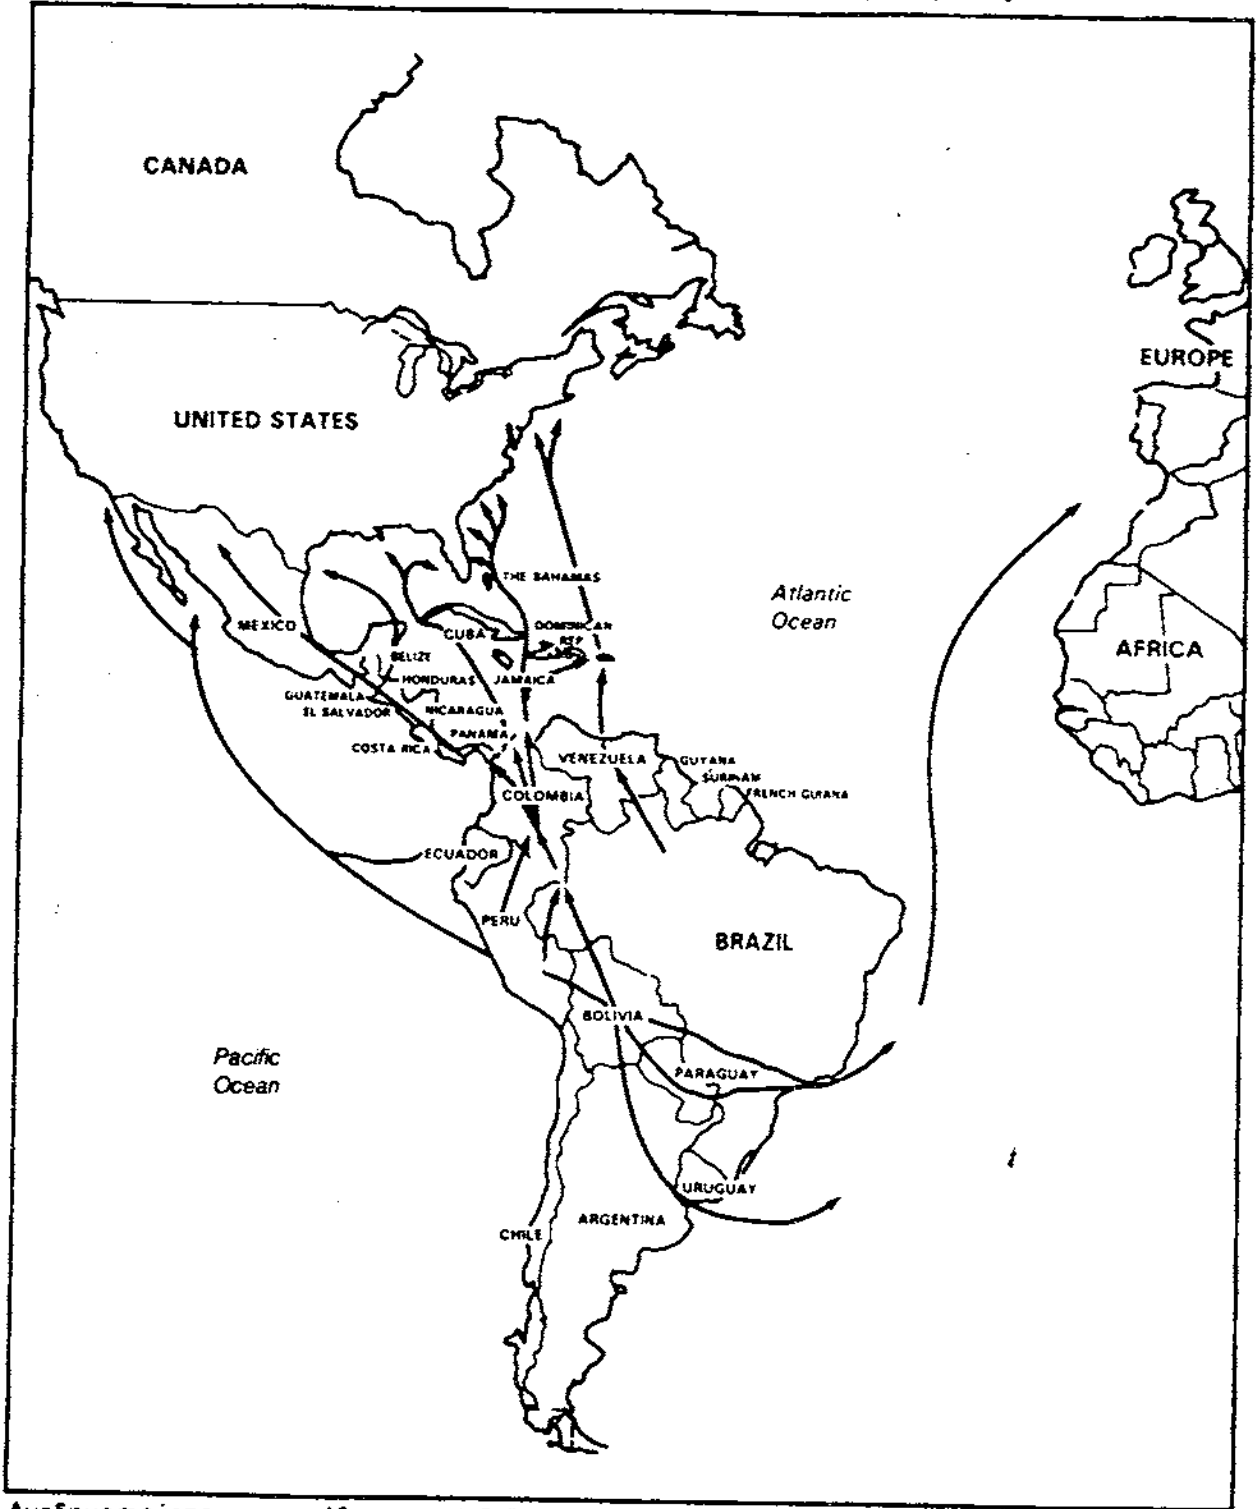 CANADA
EUROPE
UNITED STATES
THE BAHAMAS
Atlantic
Ocean
MEXICO
CUBA
DOMINICAN
REP
AFRICA
BELIZE
HONDURAS
JAMAICA
GUATEMALA
EL SALVADOR
NICARAGUA
PANAMA
COSTA RICA
VENEZUELA
GUYANA
SURINAM
FRENCH GUIANA
COLOMBIA
ECUADOR
PERU
BRAZIL
BOLIVIA
Pacific
Ocean
PARAGUAY
URUGUAY
ARGENTINA
CHILE